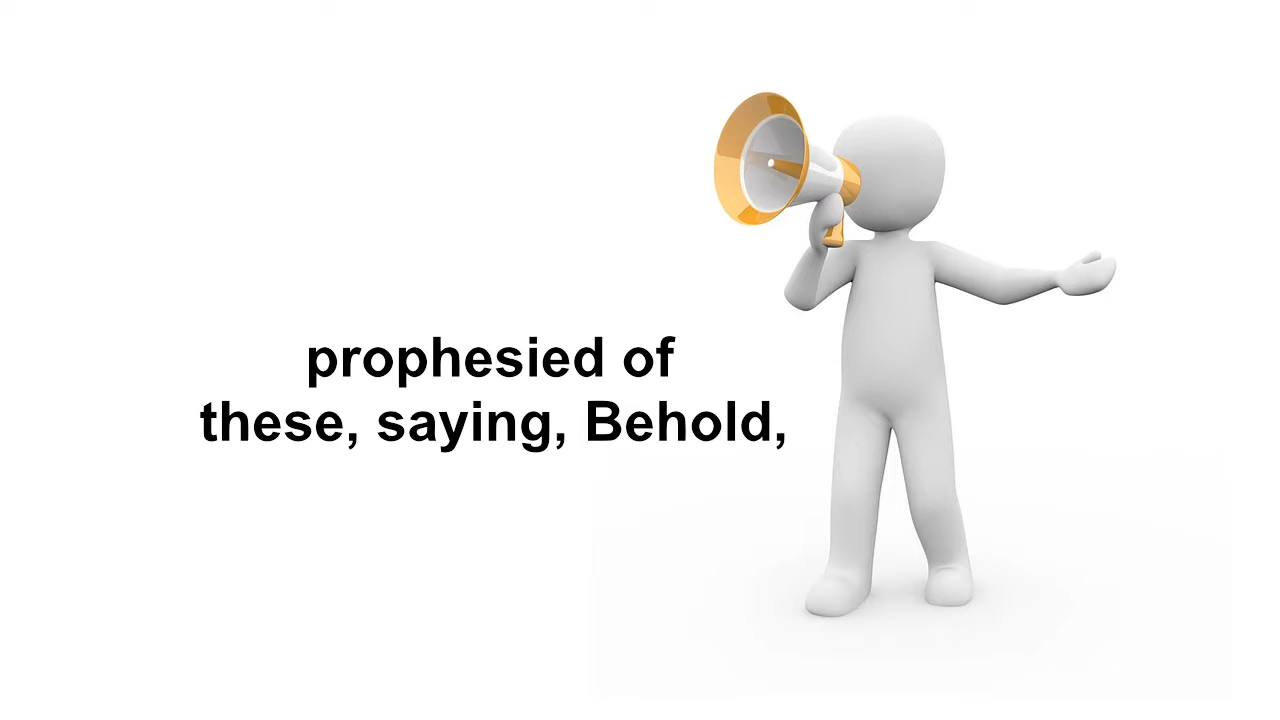 prophesied of
these, saying, Behold,